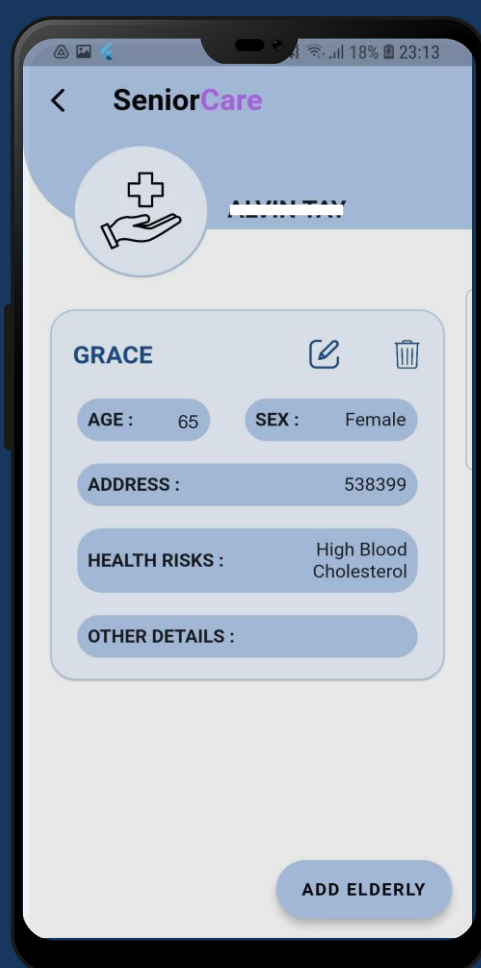 18% 23:13
SeniorCare
GRACE
AGE : 65 SEX : Female
ADDRESS : 538399
HEALTH RISKS : High Blood
Cholesterol
OTHER DETAILS :
ADD ELDERLY